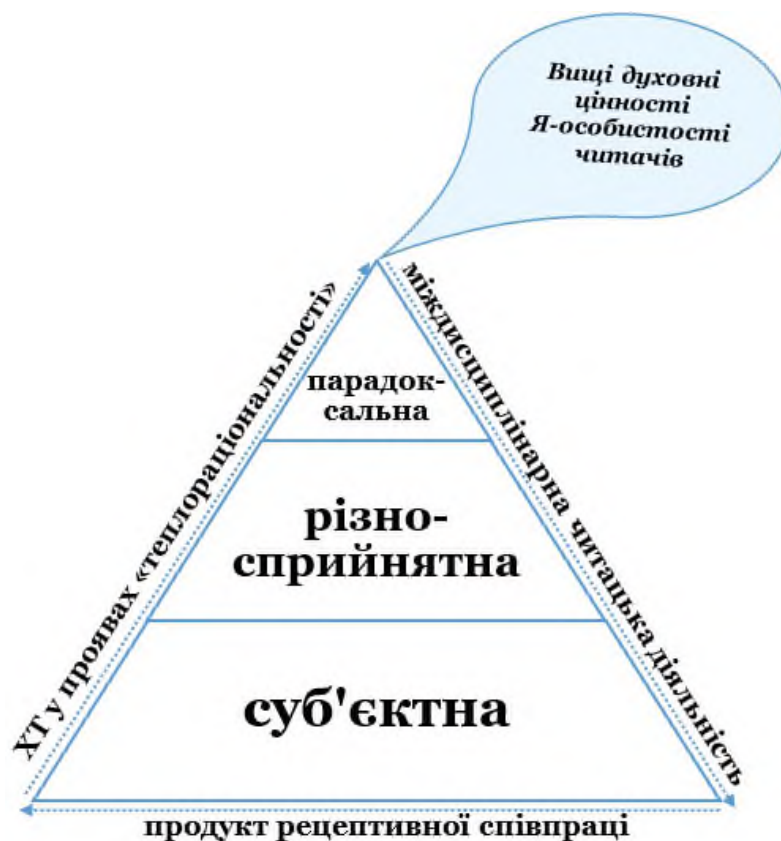 Вищі духовні
цінності
Я-особистості
читачів
ХТ у проявах «теплораціональності»
міждисциплінарна читацька діяльність
парадок-
сальна
різно-
сприйнятна
суб'єктна
продукт рецептивної співпраці